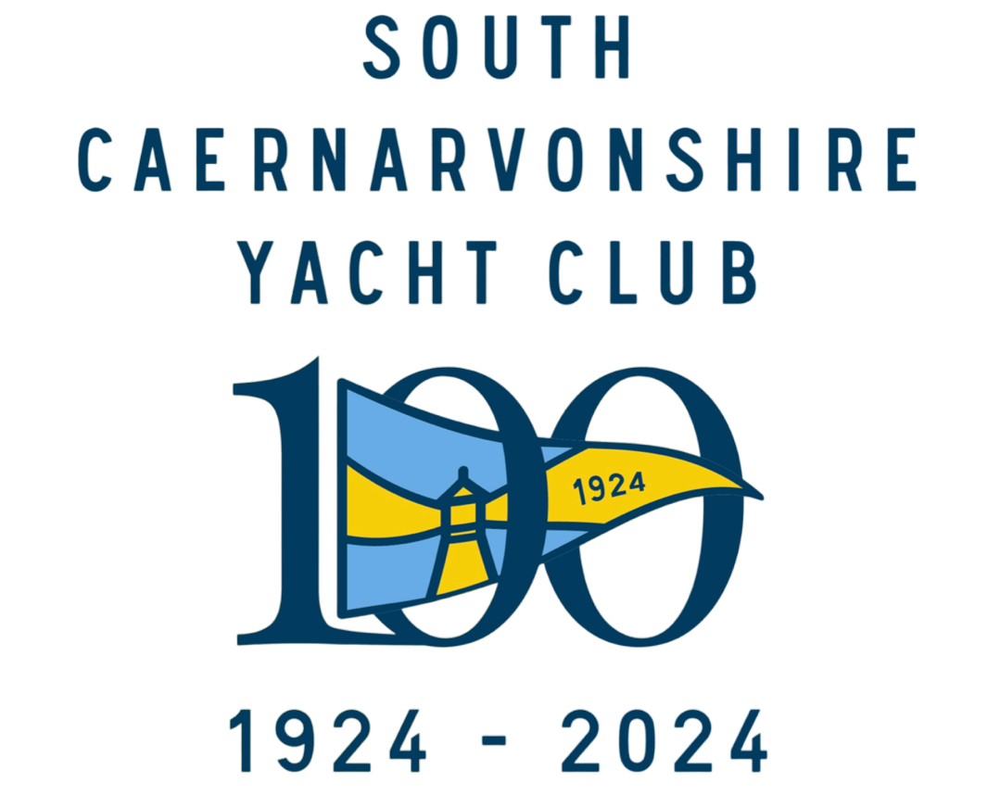 SOUTH
CAERNARVONSHIRE
YACHT CLUB
100
1924
1924 - 2024